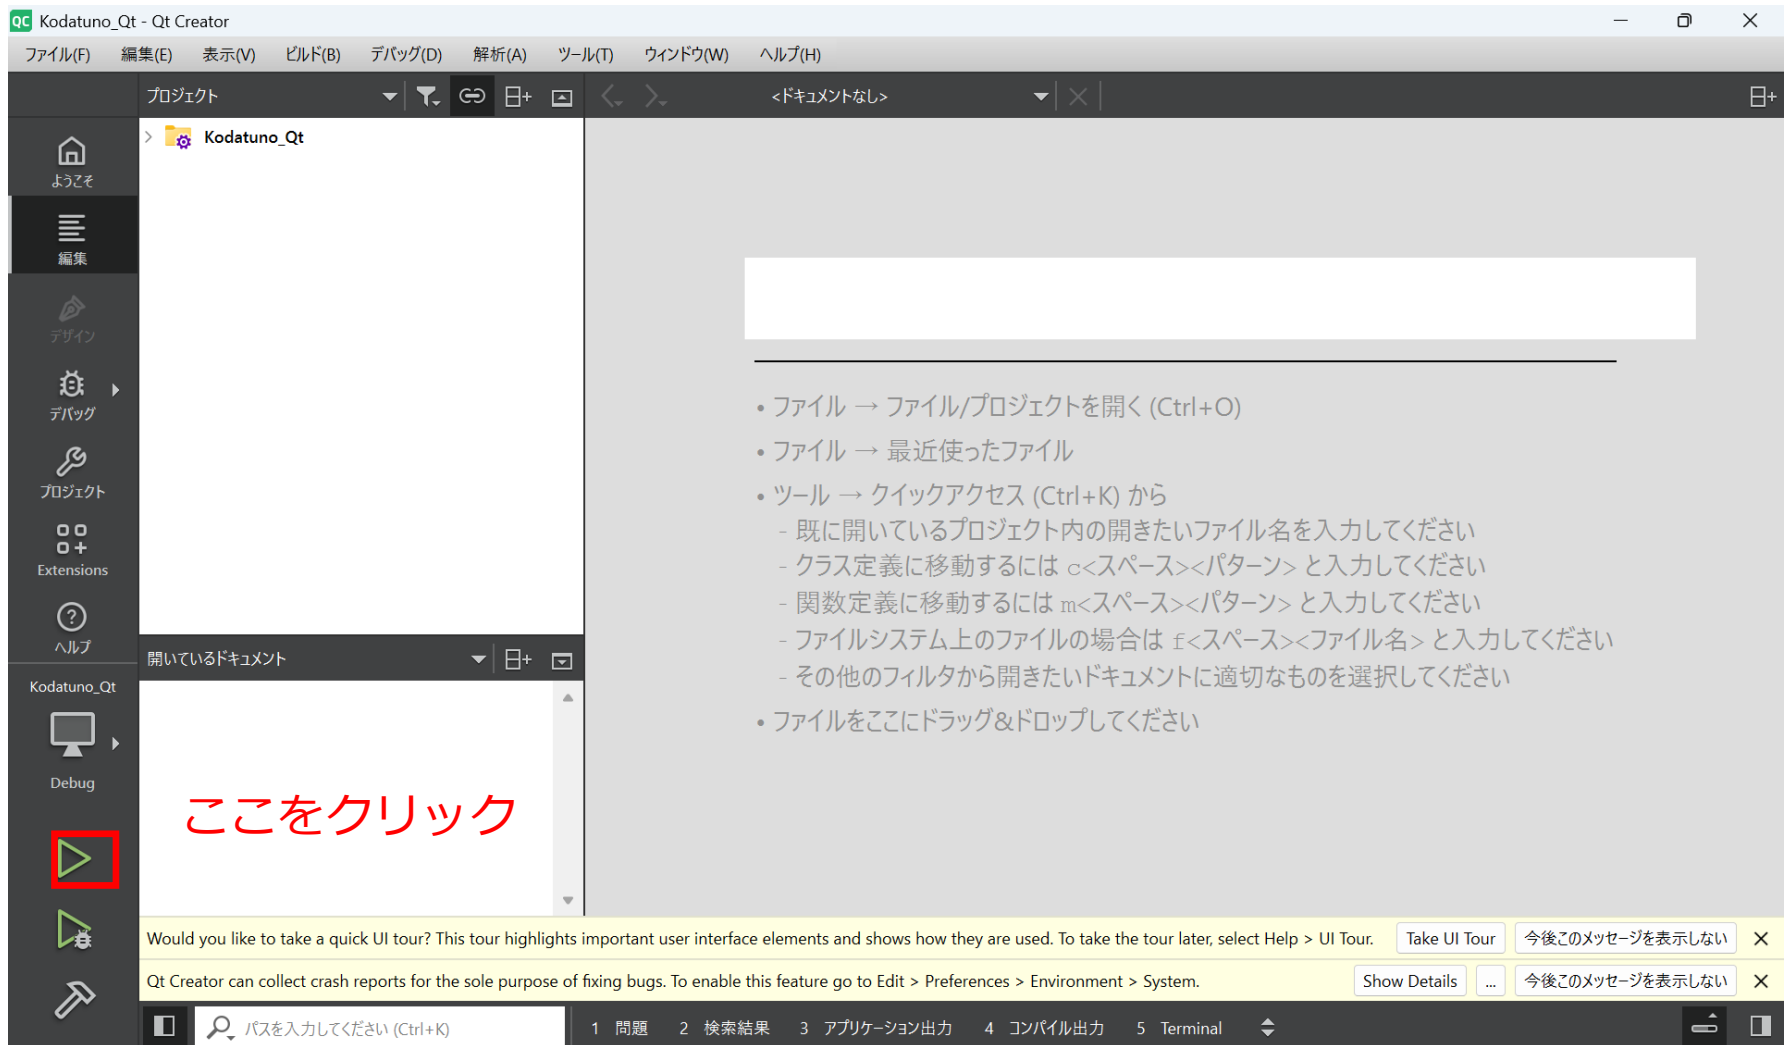 QC Kodatuno_Qt - Qt Creator
ファイル(F) 編集(E) 表示(V) ビルド(B) デバッグ(D) 解析(A) ツール(T) ウィンドウ(W) ヘルプ(H)
プロジェクト
<ドキュメントなし>
Kodatuno_Qt
ようこそ
編集
デザイン
デバッグ
プロジェクト
Extensions
ヘルプ
Kodatuno_Qt
Debug
開いているドキュメント
ここをクリック
• ファイル → ファイル/プロジェクトを開く (Ctrl+O)
• ファイル → 最近使ったファイル
• ツール → クイックアクセス (Ctrl+K) から
- 既に開いているプロジェクト内の開きたいファイル名を入力してください
- クラス定義に移動するには c<スペース><パターン> と入力してください
- 関数定義に移動するには m<スペース><パターン> と入力してください
- ファイルシステム上のファイルの場合は f<スペース><ファイル名> と入力してください
- その他のフィルタから開きたいドキュメントに適切なものを選択してください
• ファイルをここにドラッグ&ドロップしてください
Would you like to take a quick UI tour? This tour highlights important user interface elements and shows how they are used. To take the tour later, select Help > UI Tour. Take UI Tour 今後このメッセージを表示しない
Qt Creator can collect crash reports for the sole purpose of fixing bugs. To enable this feature go to Edit > Preferences > Environment > System. Show Details ... 今後このメッセージを表示しない
パスを入力してください (Ctrl+K) 1 問題 2 検索結果 3 アプリケーション出力 4 コンパイル出力 5 Terminal